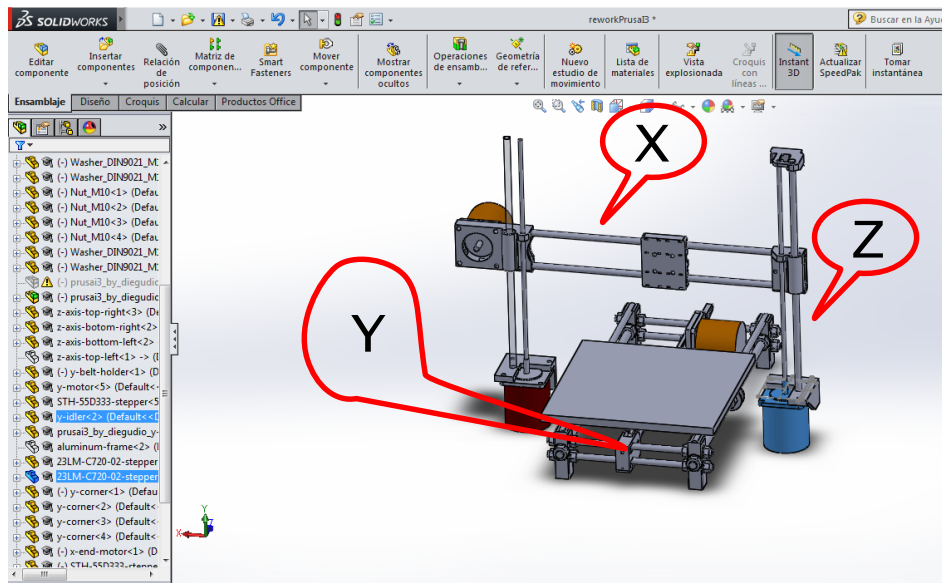 SOLIDWORKS
reworkPrusaI3 *
Buscar en la Ayu
Editar componente
Insertar componentes
Relación de posición
Matriz de componen...
Smart Fasteners
Mover componente
Mostrar componentes ocultos
Operaciones de ensamb...
Geometría de refer...
Nuevo estudio de movimiento
Lista de materiales
Vista explosionada
Croquis con líneas ...
Instant 3D
Actualizar SpeedPak
Tomar instantánea
Ensamblaje Diseño Croquis Calcular Productos Office
(-) Washer_DIN9021_M
(-) Washer_DIN9021_M
(-) Nut_M10<1> (Defau
(-) Nut_M10<2> (Defau
(-) Nut_M10<3> (Defau
(-) Nut_M10<4> (Defau
(-) Washer_DIN9021_M
(-) Washer_DIN9021_M
(-) prusai3_by_diegudic
(-) prusai3_by_diegudic
z-axis-top-right<3> (De
z-axis-botom-right<2>
z-axis-bottom-left<2>
z-axis-top-left<1> -> (D
(-) y-belt-holder<1> (D
y-motor<5> (Default<
STH-55D333-stepper<5
y-idler<2> (Default<<D
prusai3_by_diegudio_y-
aluminum-frame<2> (
23LM-C720-02-stepper
23LM-C720-02-stepper
(-) y-corner<1> (Defau
y-corner<2> (Default<
y-corner<3> (Default<
y-corner<4> (Default<
(-) x-end-motor<1> (D
(-) STH-55D333-steppe
X
Y
Z
Y
X
Z